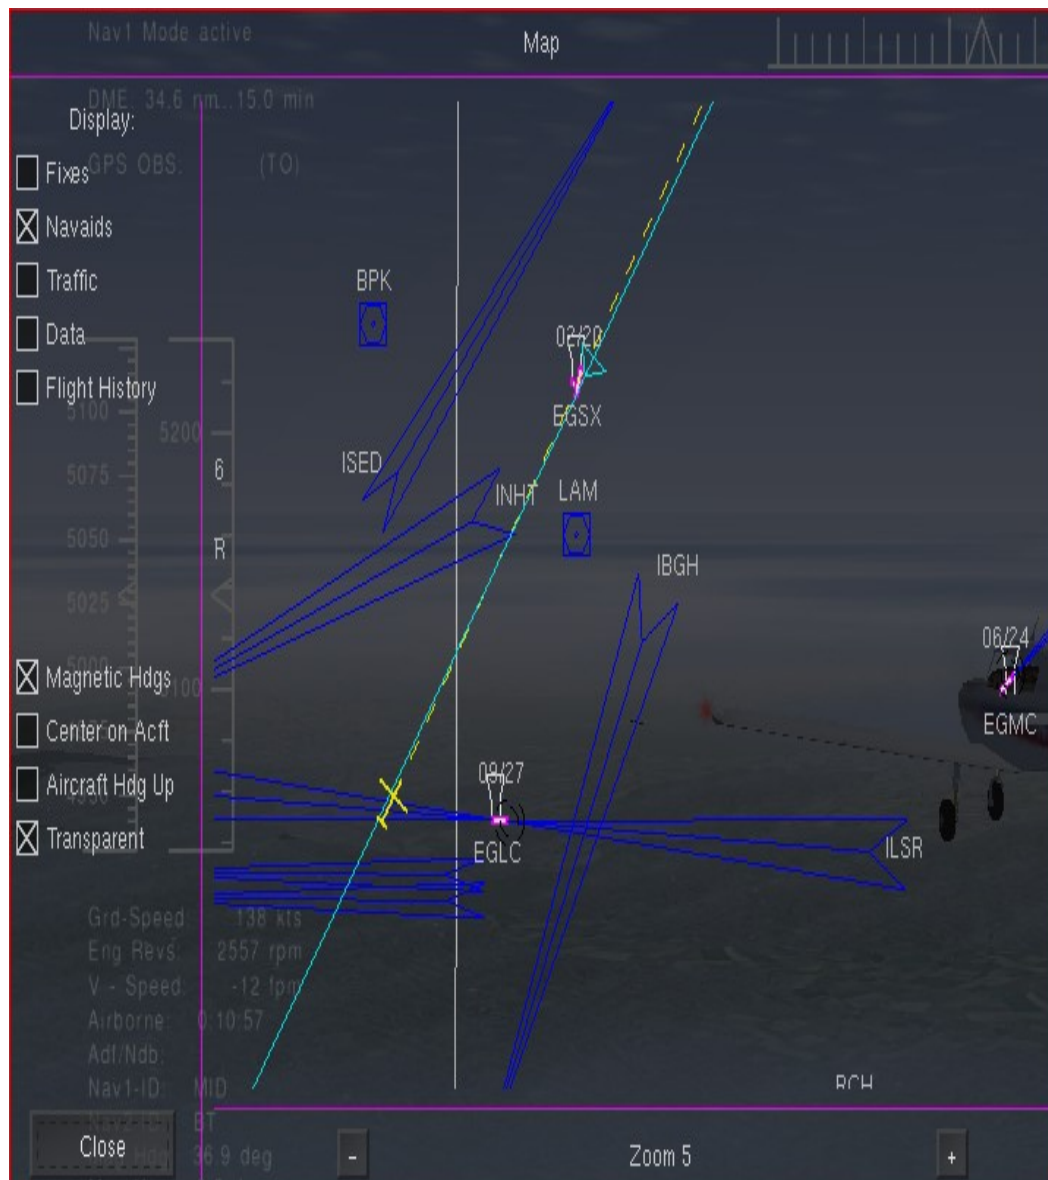 Nav1 Mode active
Map
DME: 34.6 nm...15.0 min
Display:
GPS OBS: (TO)
Fixes
Navaids
Traffic
Data
Flight History
BPK
02/20
EGSX
5100
5200
5075
5050
5025
5000
5100
6
R
ISED
INHT
LAM
IBGH
06/24
EGMC
Magnetic Hdgs
Center on Acft
Aircraft Hdg Up
Transparent
09/27
EGLC
ILSR
Grd-Speed: 138 kts
Eng Revs: 2557 rpm
V - Speed: -12 fpm
Airborne: 0:10:57
Adf/Ndb:
Nav1-ID: MID
BT
36.9 deg
Close
-
Zoom 5
+